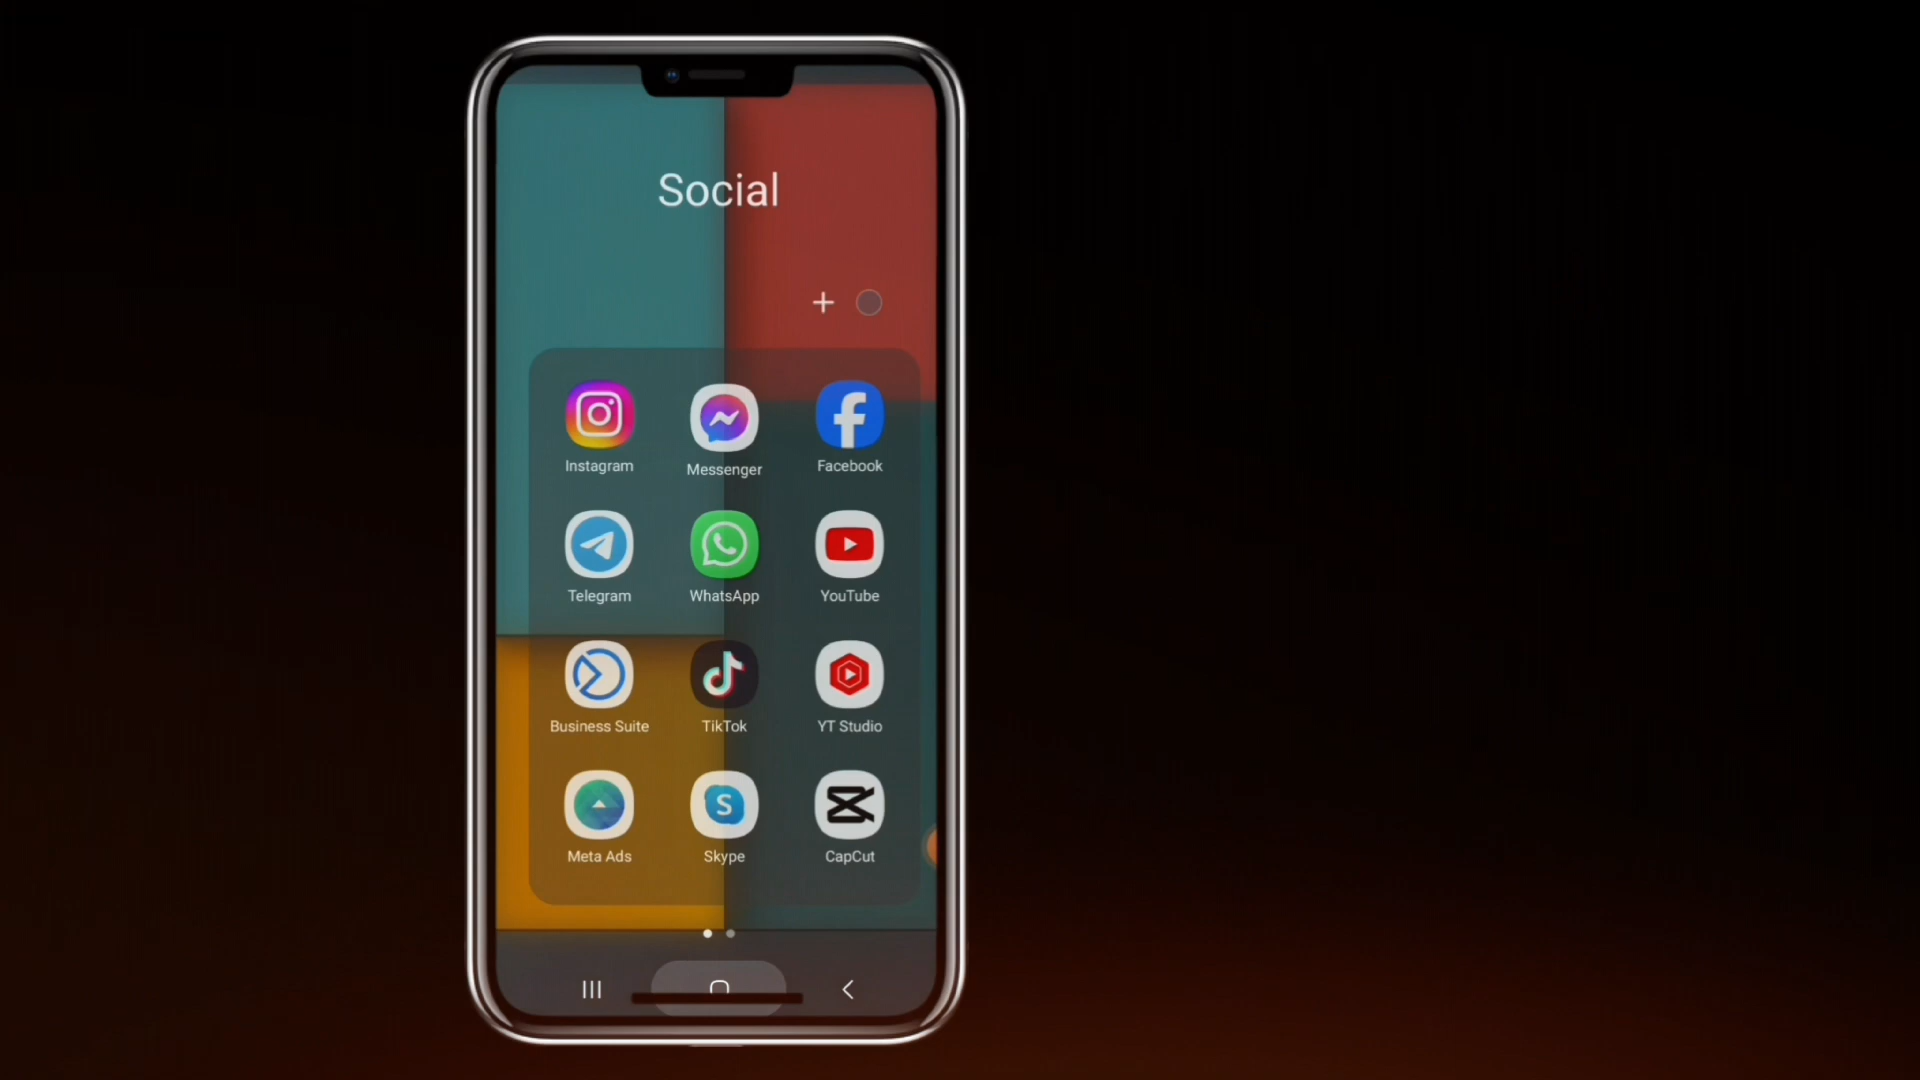 Social
Instagram
Messenger
Facebook
Telegram
WhatsApp
YouTube
Business Suite
TikTok
YT Studio
Meta Ads
S
Skype
CapCut